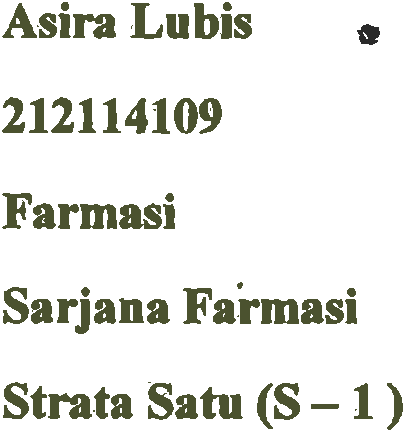 Asira Lubis
212114109
Farmasi
Sarjana Farmasi
Strata Satu (S – 1 )